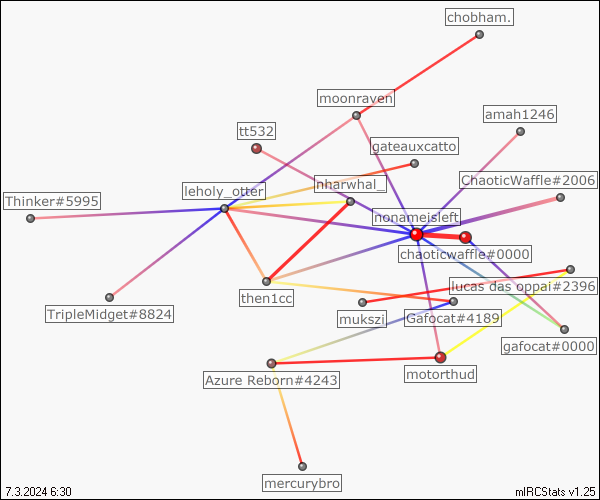 chobham.
moonraven
amah1246
tt532
gateauxcatto
nharwhal_
ChaoticWaffle#2006
leholy_otter
Thinker#5995
nonameisleft
chaoticwaffle#0000
lucas das oppai#2396
then1cc
TripleMidget#8824
mukszi
Gafocat#4189
gafocat#0000
Azure Reborn#4243
motorthud
mercurybro
7.3.2024 6:30
mIRCStats v1.25